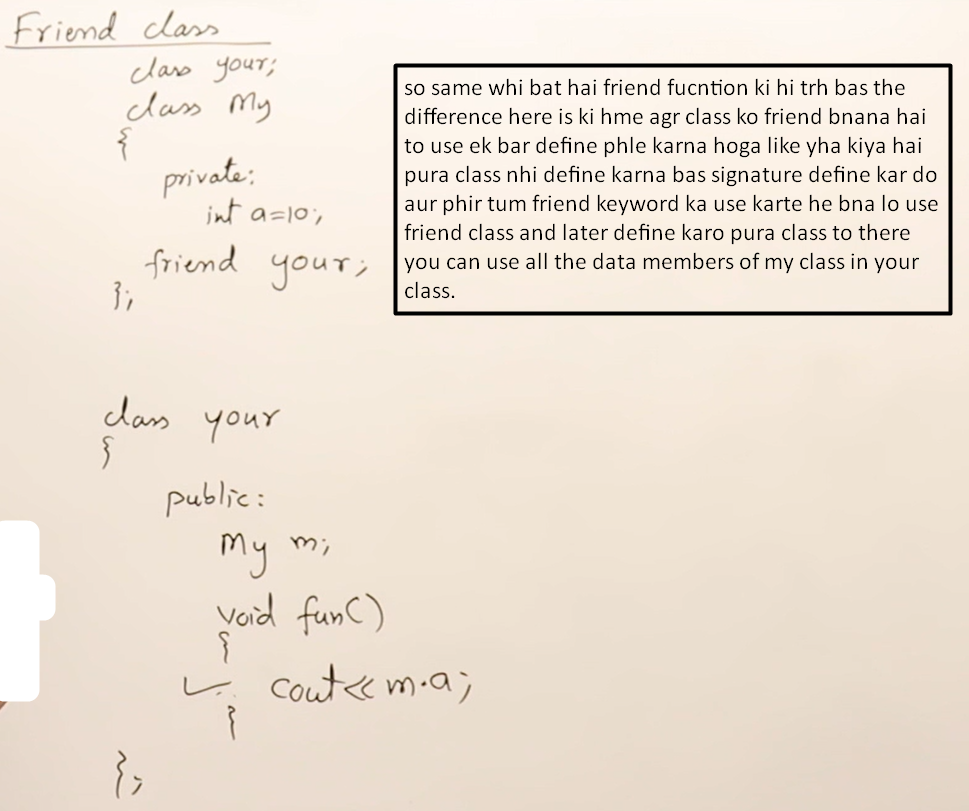 Friend class
class your;
class My
{
private:
int a=10;
friend your;
};
so same whi bat hai friend fucntion ki hi trh bas the
difference here is ki hme agr class ko friend bnana hai
to use ek bar define phle karna hoga like yha kiya hai
pura class nhi define karna bas signature define kar do
aur phir tum friend keyword ka use karte he bna lo use
friend class and later define karo pura class to there
you can use all the data members of my class in your
class.
class your
{
public:
My m;
void fun()
{
cout<<m.a;
}
};